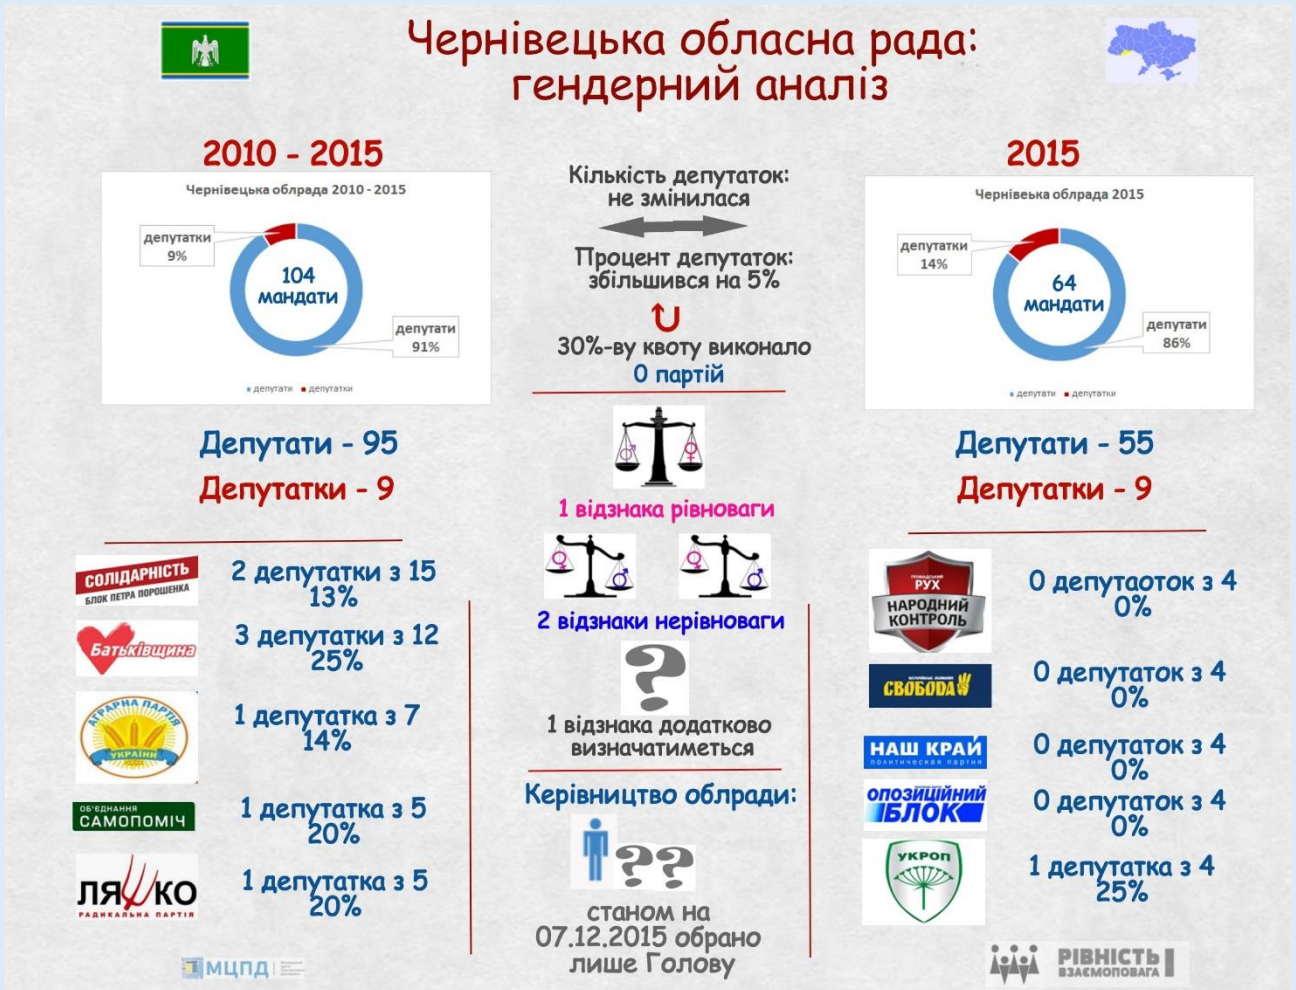 Чернівецька обласна рада:
гендерний аналіз
2010 - 2015
Чернівецька облрада 2010 - 2015
депутатки
9%
104
мандати
депутати
91%
депутати депутатки
Депутати - 95
Депутатки - 9
СОЛІДАРНІСТЬ
БЛОК ПЕТРА ПОРОШЕНКА
2 депутатки з 15
13%
Батьківщина
3 депутатки з 12
25%
АГРАРНА ПАРТІЯ
УКРАЇНИ
1 депутатка з 7
14%
ОБ'ЄДНАННЯ
САМОПОМІЧ
1 депутатка з 5
20%
ЛЯШКО
РАДИКАЛЬНА ПАРТІЯ
1 депутатка з 5
20%
МЦПД
Кількість депутаток:
не змінилася
Процент депутаток:
збільшився на 5%
30%-ву квоту виконало
0 партій
1 відзнака рівноваги
2 відзнаки нерівноваги
1 відзнака додатково
визначатиметься
Керівництво облради:
станом на
07.12.2015 обрано
лише Голову
2015
Чернівеька облрада 2015
депутатки
14%
64
мандати
депутати
86%
депутати депутатки
Депутати - 55
Депутатки - 9
ГРОМАДСЬКИЙ
РУХ
НАРОДНИЙ
КОНТРОЛЬ
0 депутаоток з 4
0%
СВОБОДА
0 депутаток з 4
0%
НАШ КРАЙ
политическая партия
0 депутаток з 4
0%
ОПОЗИЦІЙНИЙ
БЛОК
0 депутаток з 4
0%
УКРОП
1 депутатка з 4
25%
РІВНІСТЬ
ВЗАЄМОПОВАГА